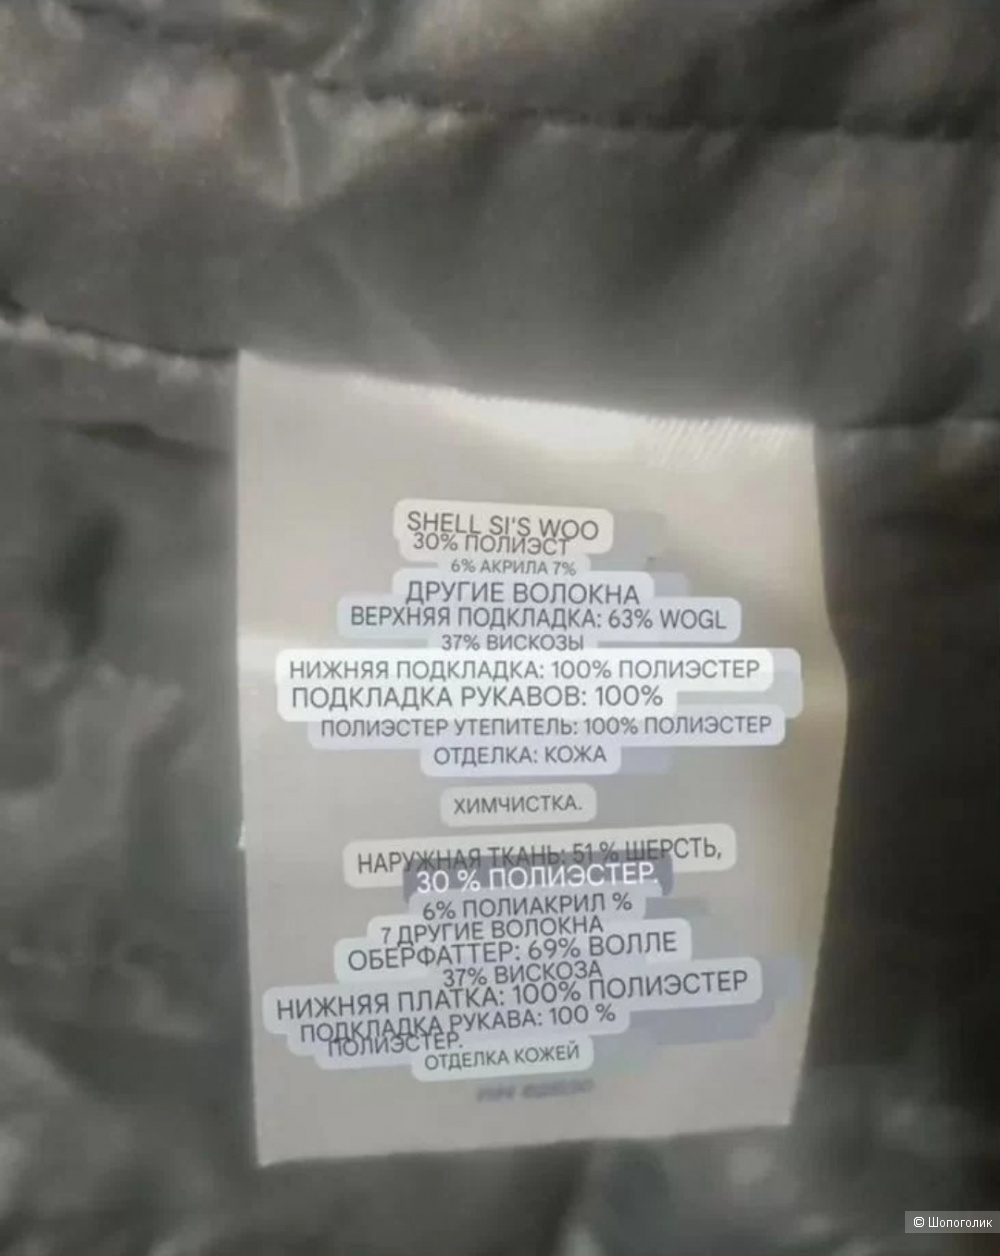 SHELL SI'S WOO
30% ПОЛИЭСТ
6% АКРИЛА 7%
ДРУГИЕ ВОЛОКНА
ВЕРХНЯЯ ПОДКЛАДКА: 63% WOGL
37% ВИСКОЗЫ
НИЖНЯЯ ПОДКЛАДКА: 100% ПОЛИЭСТЕР
ПОДКЛАДКА РУКАВОВ: 100%
ПОЛИЭСТЕР УТЕПИТЕЛЬ: 100% ПОЛИЭСТЕР
ОТДЕЛКА: КОЖА
ХИМЧИСТКА.
НАРУЖНАЯ ТКАНЬ: 51 % ШЕРСТЬ,
30 % ПОЛИЭСТЕР.
6% ПОЛИАКРИЛ %
7 ДРУГИЕ ВОЛОКНА
ОБЕРФАТТЕР: 69% ВОЛЛЕ
37% ВИСКОЗА
НИЖНЯЯ ПЛАТКА: 100% ПОЛИЭСТЕР
ПОДКЛАДКА РУКАВА: 100 %
ПОЛИЭСТЕР.
ОТДЕЛКА КОЖЕЙ
© Шопоголик